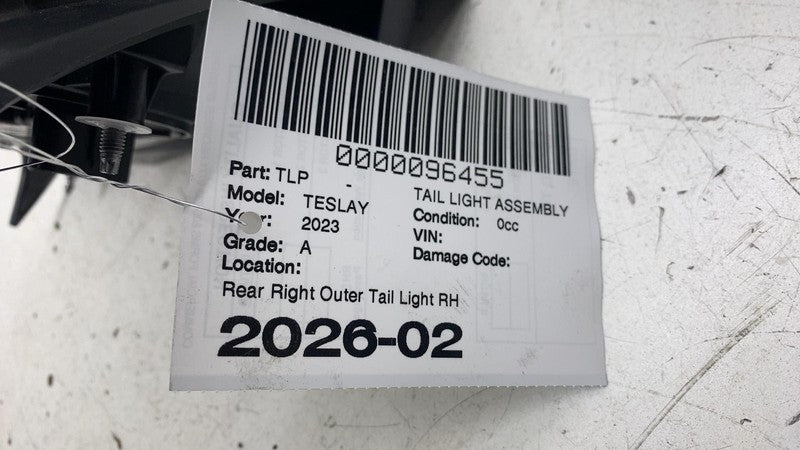 0000096455
Part: TLP -
TAIL LIGHT ASSEMBLY
Model: TESLAY
Condition: 0cc
Year: 2023
VIN:
Grade: A
Damage Code:
Location:
Rear Right Outer Tail Light RH
2026-02